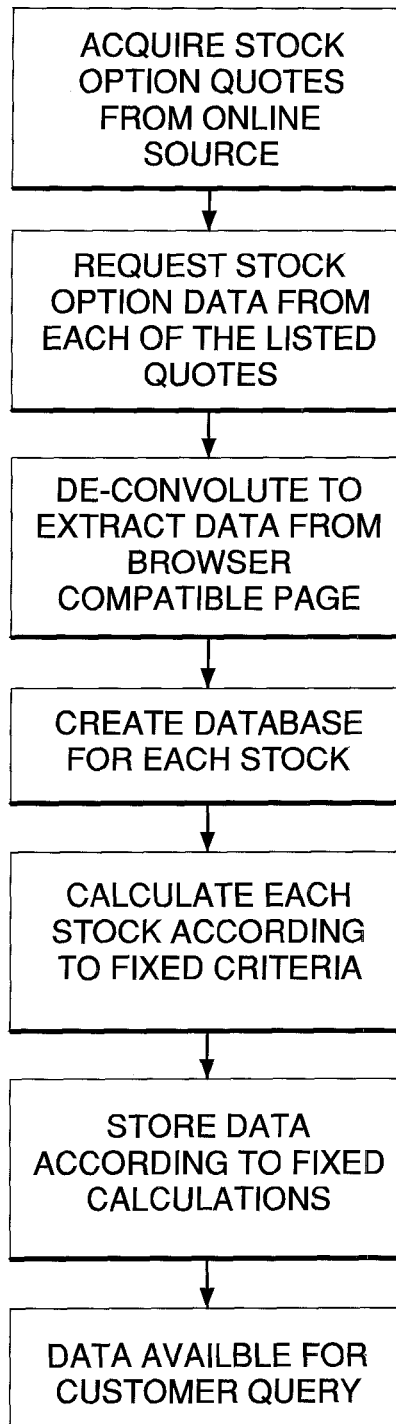 ACQUIRE STOCK
OPTION QUOTES
FROM ONLINE
SOURCE
REQUEST STOCK
OPTION DATA FROM
EACH OF THE LISTED
QUOTES
DE-CONVOLUTE TO
EXTRACT DATA FROM
BROWSER
COMPATIBLE PAGE
CREATE DATABASE
FOR EACH STOCK
CALCULATE EACH
STOCK ACCORDING
TO FIXED CRITERIA
STORE DATA
ACCORDING TO FIXED
CALCULATIONS
DATA AVAILBLE FOR
CUSTOMER QUERY